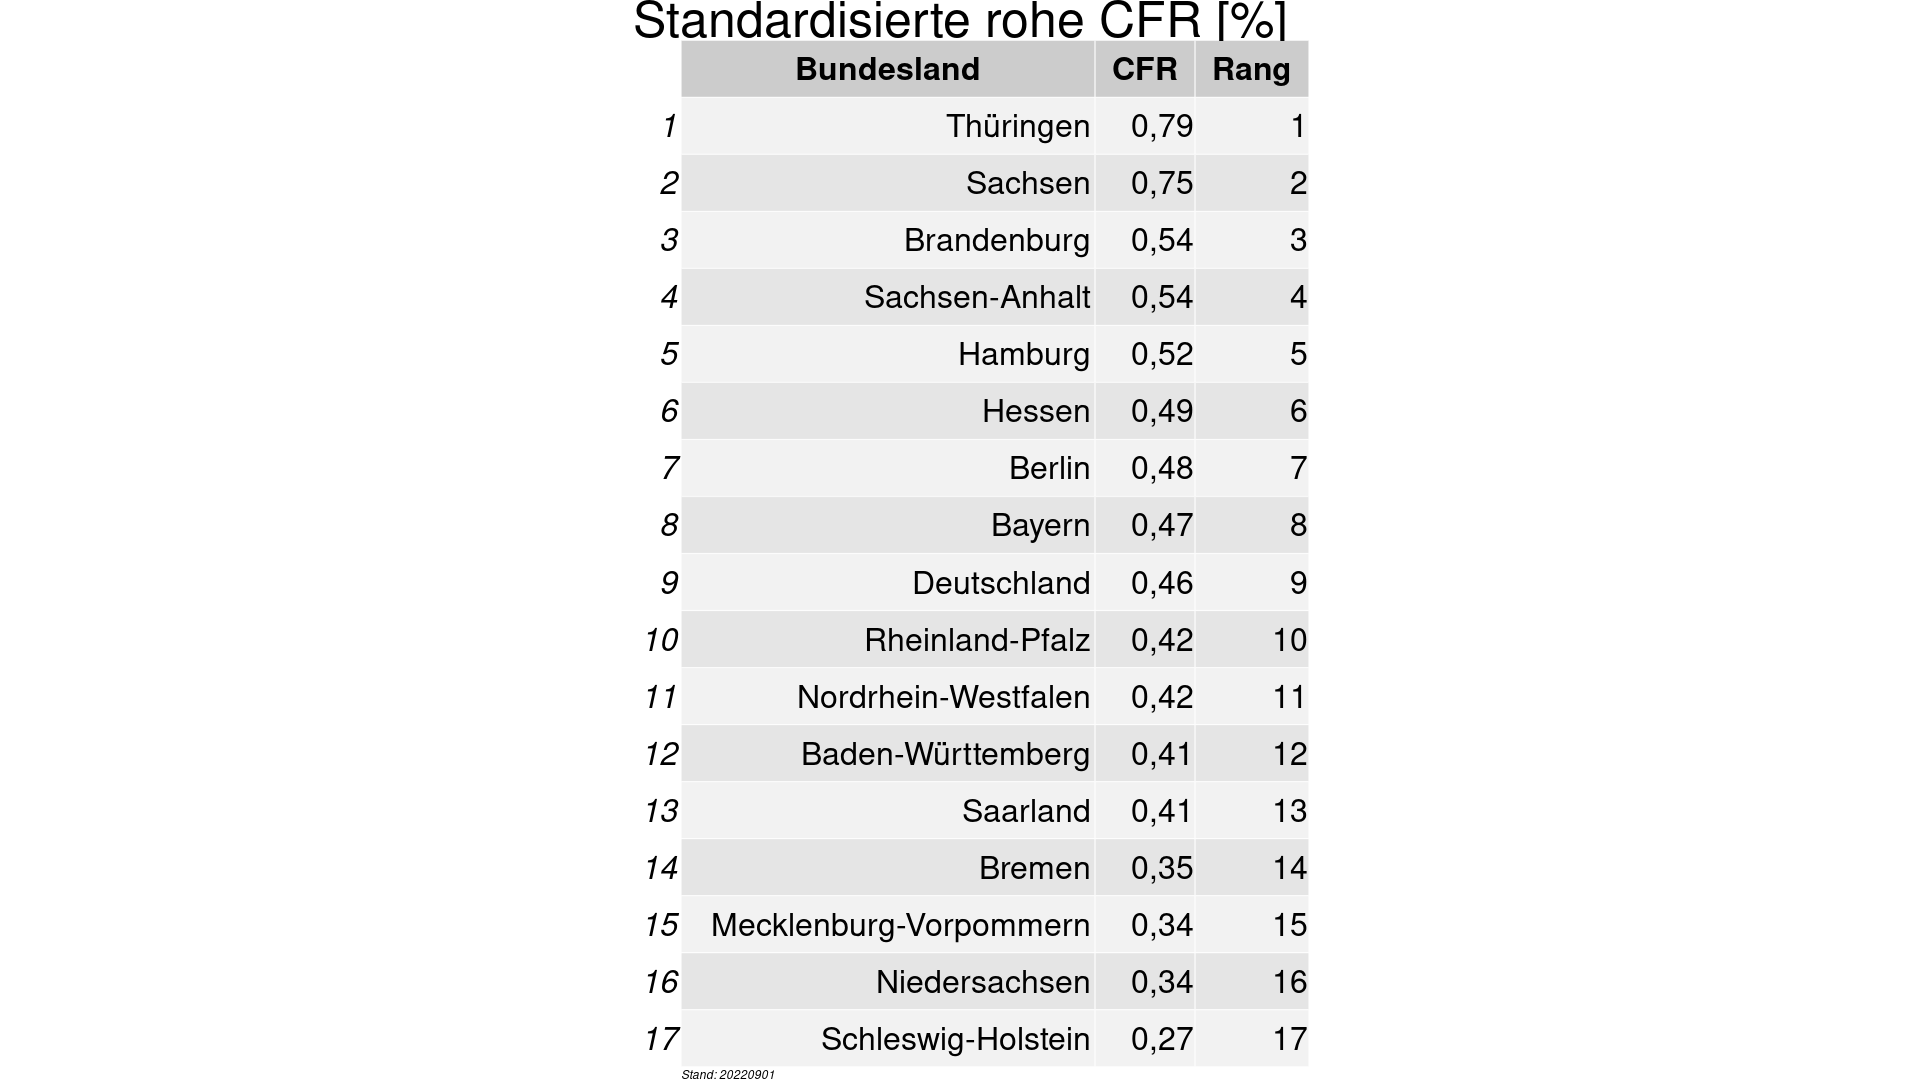 Standardisierte rohe CFR [%]
Bundesland CFR Rang
1 Thüringen 0,79 1
2 Sachsen 0,75 2
3 Brandenburg 0,54 3
4 Sachsen-Anhalt 0,54 4
5 Hamburg 0,52 5
6 Hessen 0,49 6
7 Berlin 0,48 7
8 Bayern 0,47 8
9 Deutschland 0,46 9
10 Rheinland-Pfalz 0,42 10
11 Nordrhein-Westfalen 0,42 11
12 Baden-Württemberg 0,41 12
13 Saarland 0,41 13
14 Bremen 0,35 14
15 Mecklenburg-Vorpommern 0,34 15
16 Niedersachsen 0,34 16
17 Schleswig-Holstein 0,27 17
Stand: 20220901